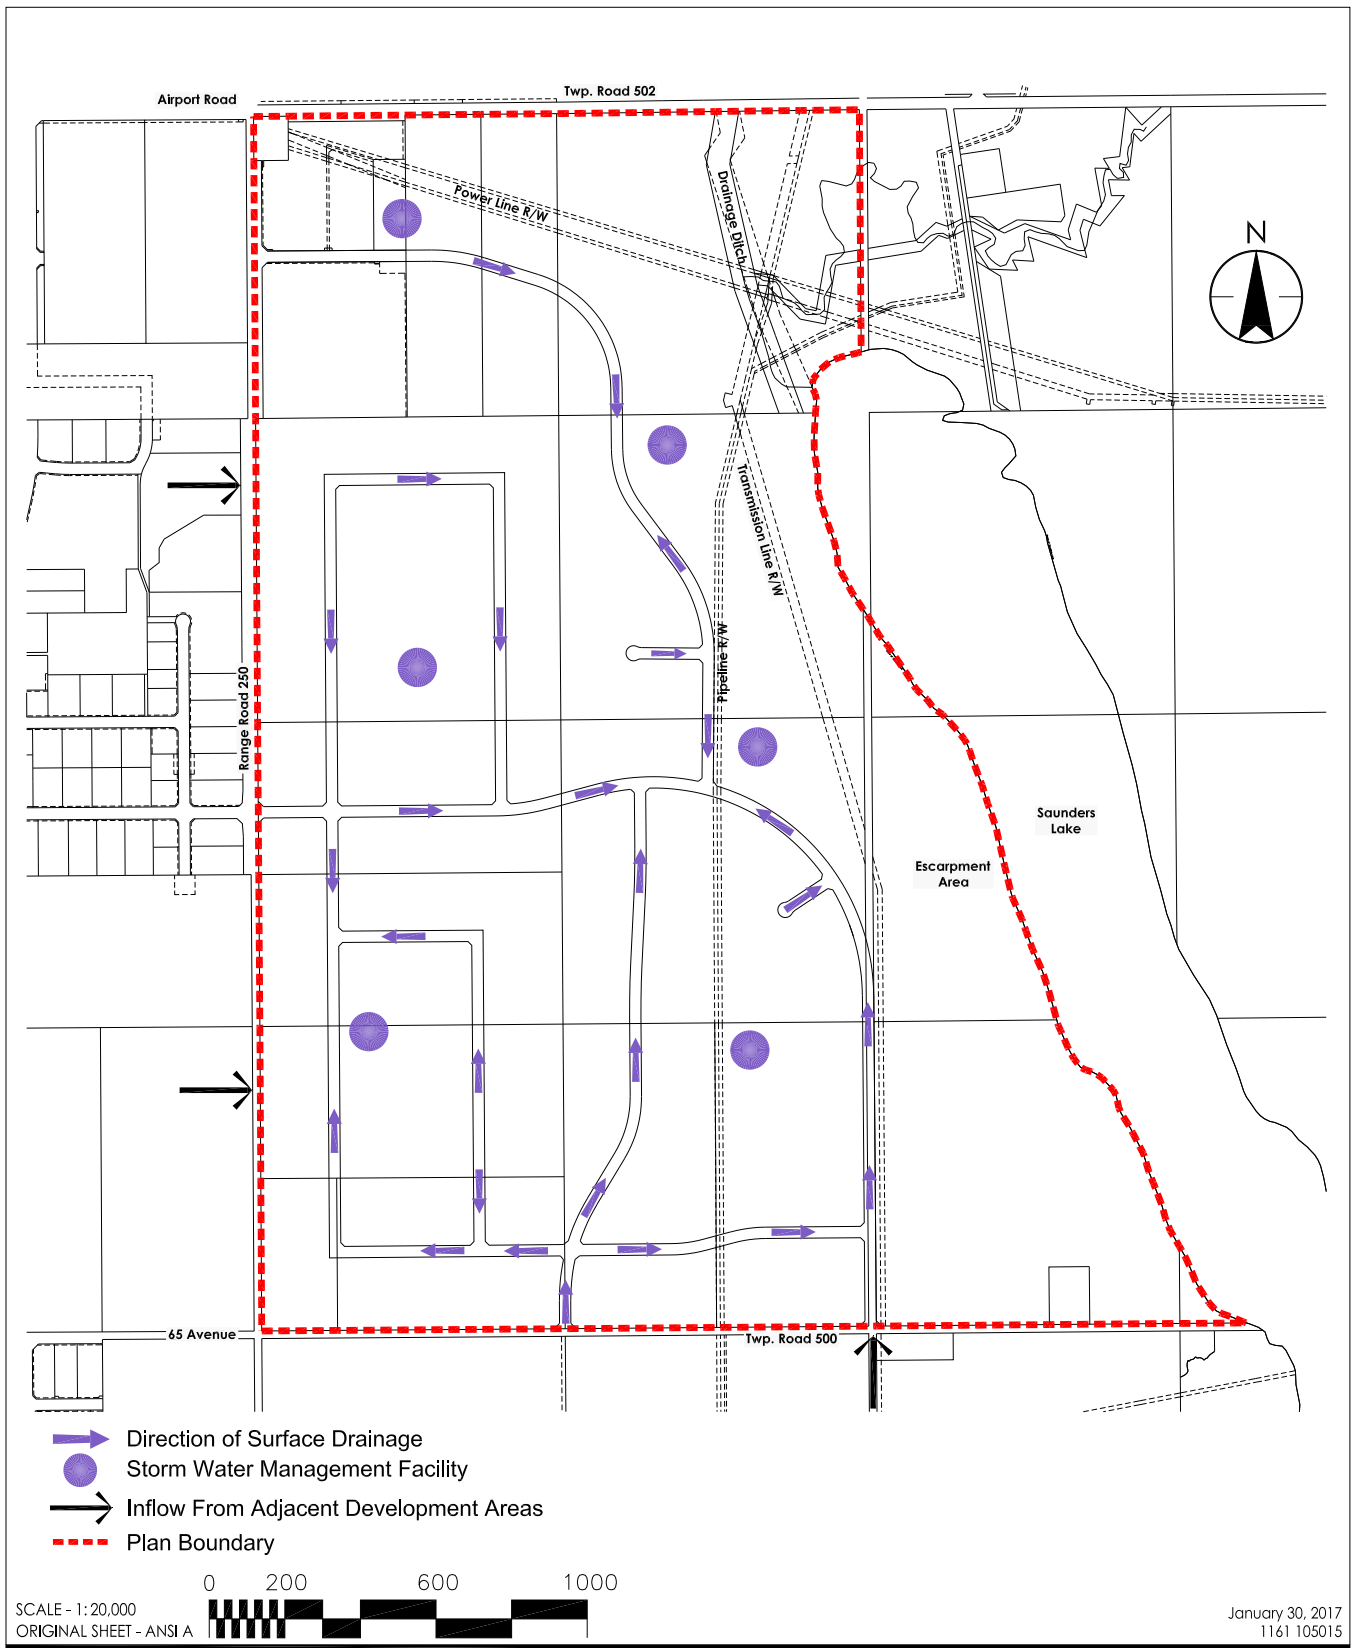 Twp. Road 502
Airport Road
Power Line R/W
Drainage Ditch
N
Transmission Line R/W
Pipeline R/W
Range Road 250
Saunders
Lake
Escarpment
Area
65 Avenue
Twp. Road 500
Direction of Surface Drainage
Storm Water Management Facility
Inflow From Adjacent Development Areas
Plan Boundary
0 200 600 1000
SCALE - 1: 20,000
ORIGINAL SHEET - ANSI A
January 30, 2017
1161 105015